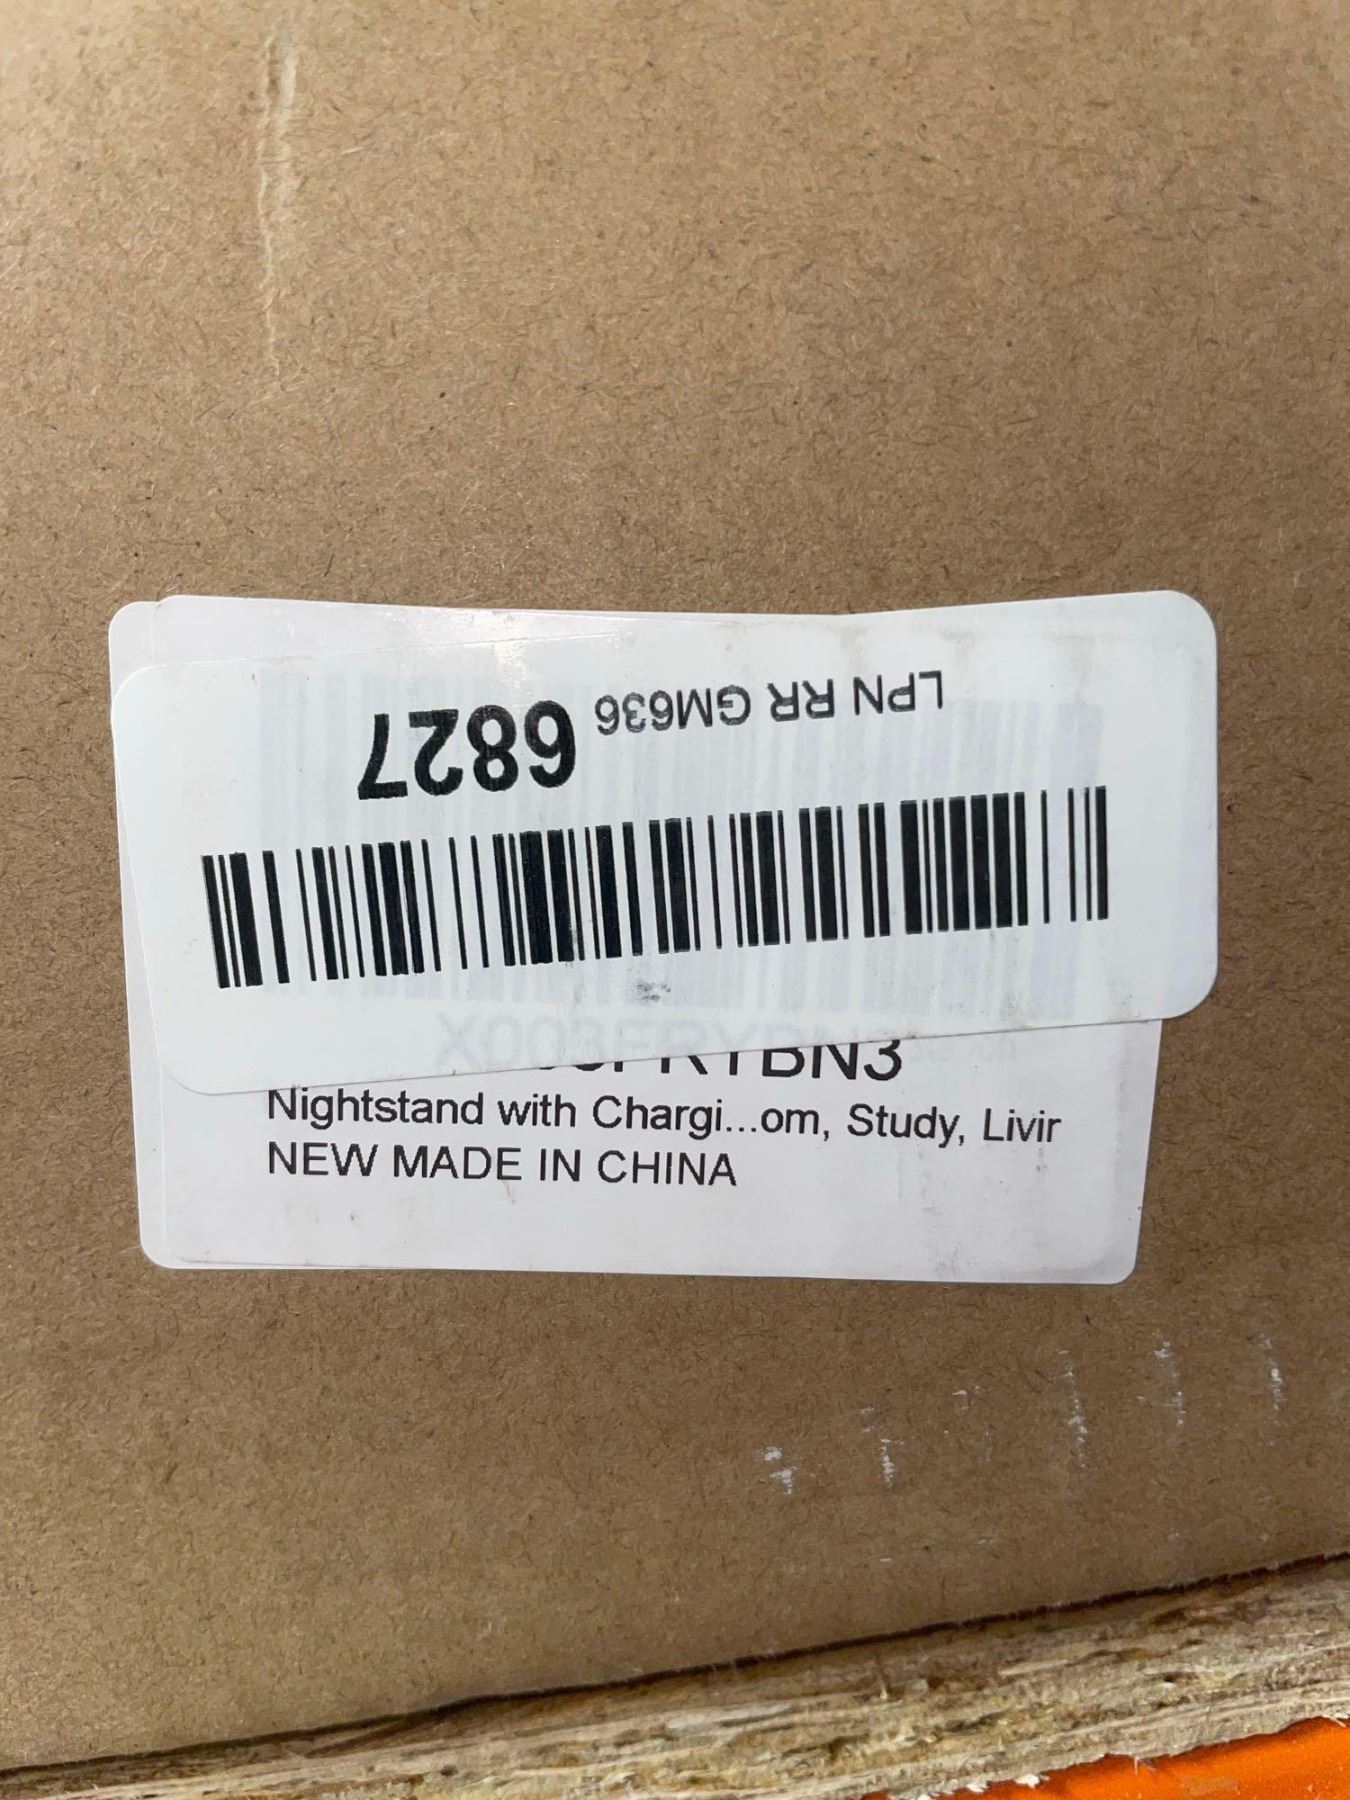 LPN RR GM636 6827
Nightstand with Chargi...om, Study, Livir
NEW MADE IN CHINA